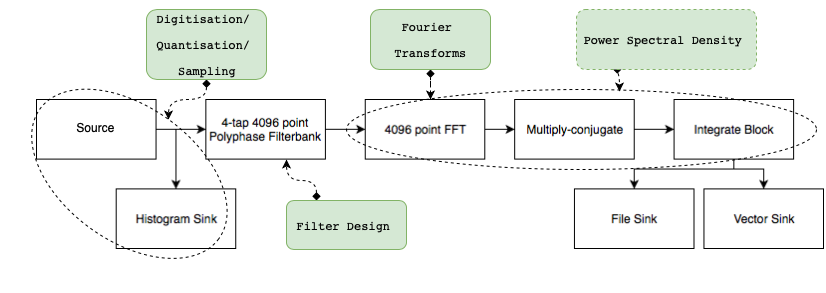 Digitisation/
Quantisation/
Sampling
Fourier
Transforms
Power Spectral Density
Source
4-tap 4096 point
Polyphase Filterbank
4096 point FFT
Multiply-conjugate
Integrate Block
Histogram Sink
Filter Design
File Sink
Vector Sink